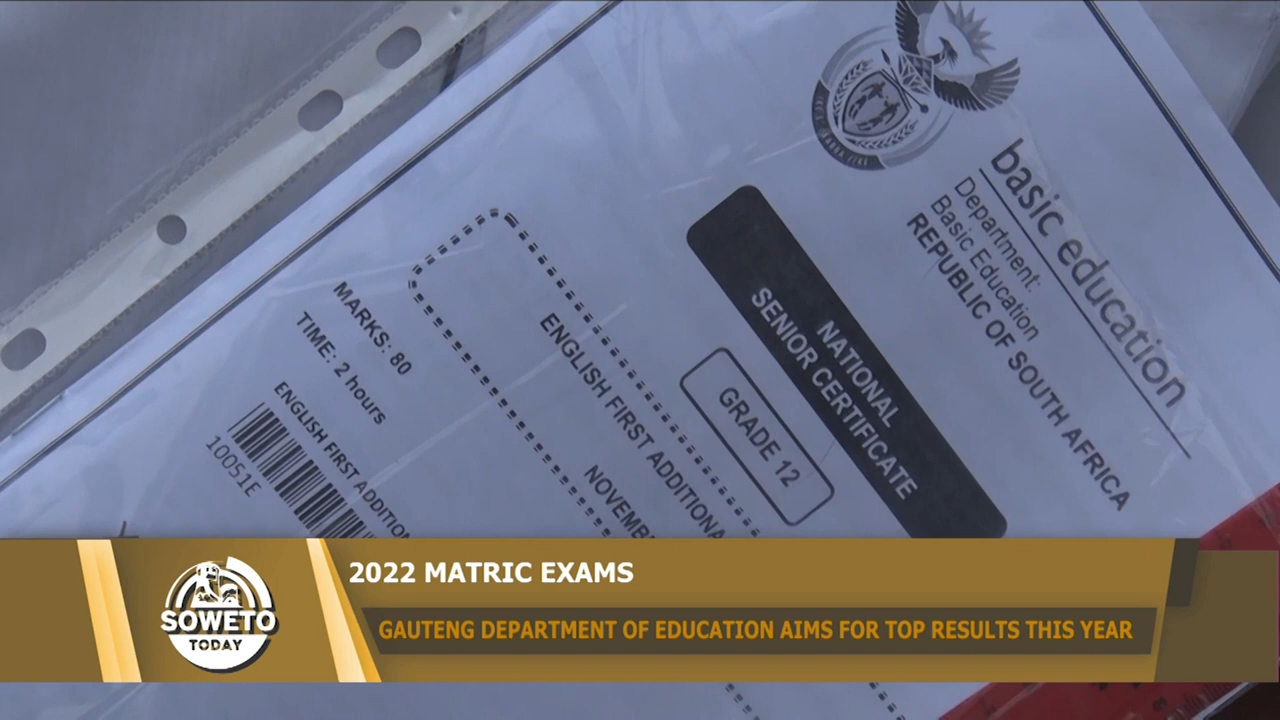 basic education
Department:
Basic Education
REPUBLIC OF SOUTH AFRICA
NATIONAL
SENIOR CERTIFICATE
GRADE 12
ENGLISH FIRST ADDITIONA
NOVEMB
MARKS: 80
TIME: 2 hours
ENGLISH FIRST ADDITION
10051E
2022 MATRIC EXAMS
GAUTENG DEPARTMENT OF EDUCATION AIMS FOR TOP RESULTS THIS YEAR
SOWETO
TODAY